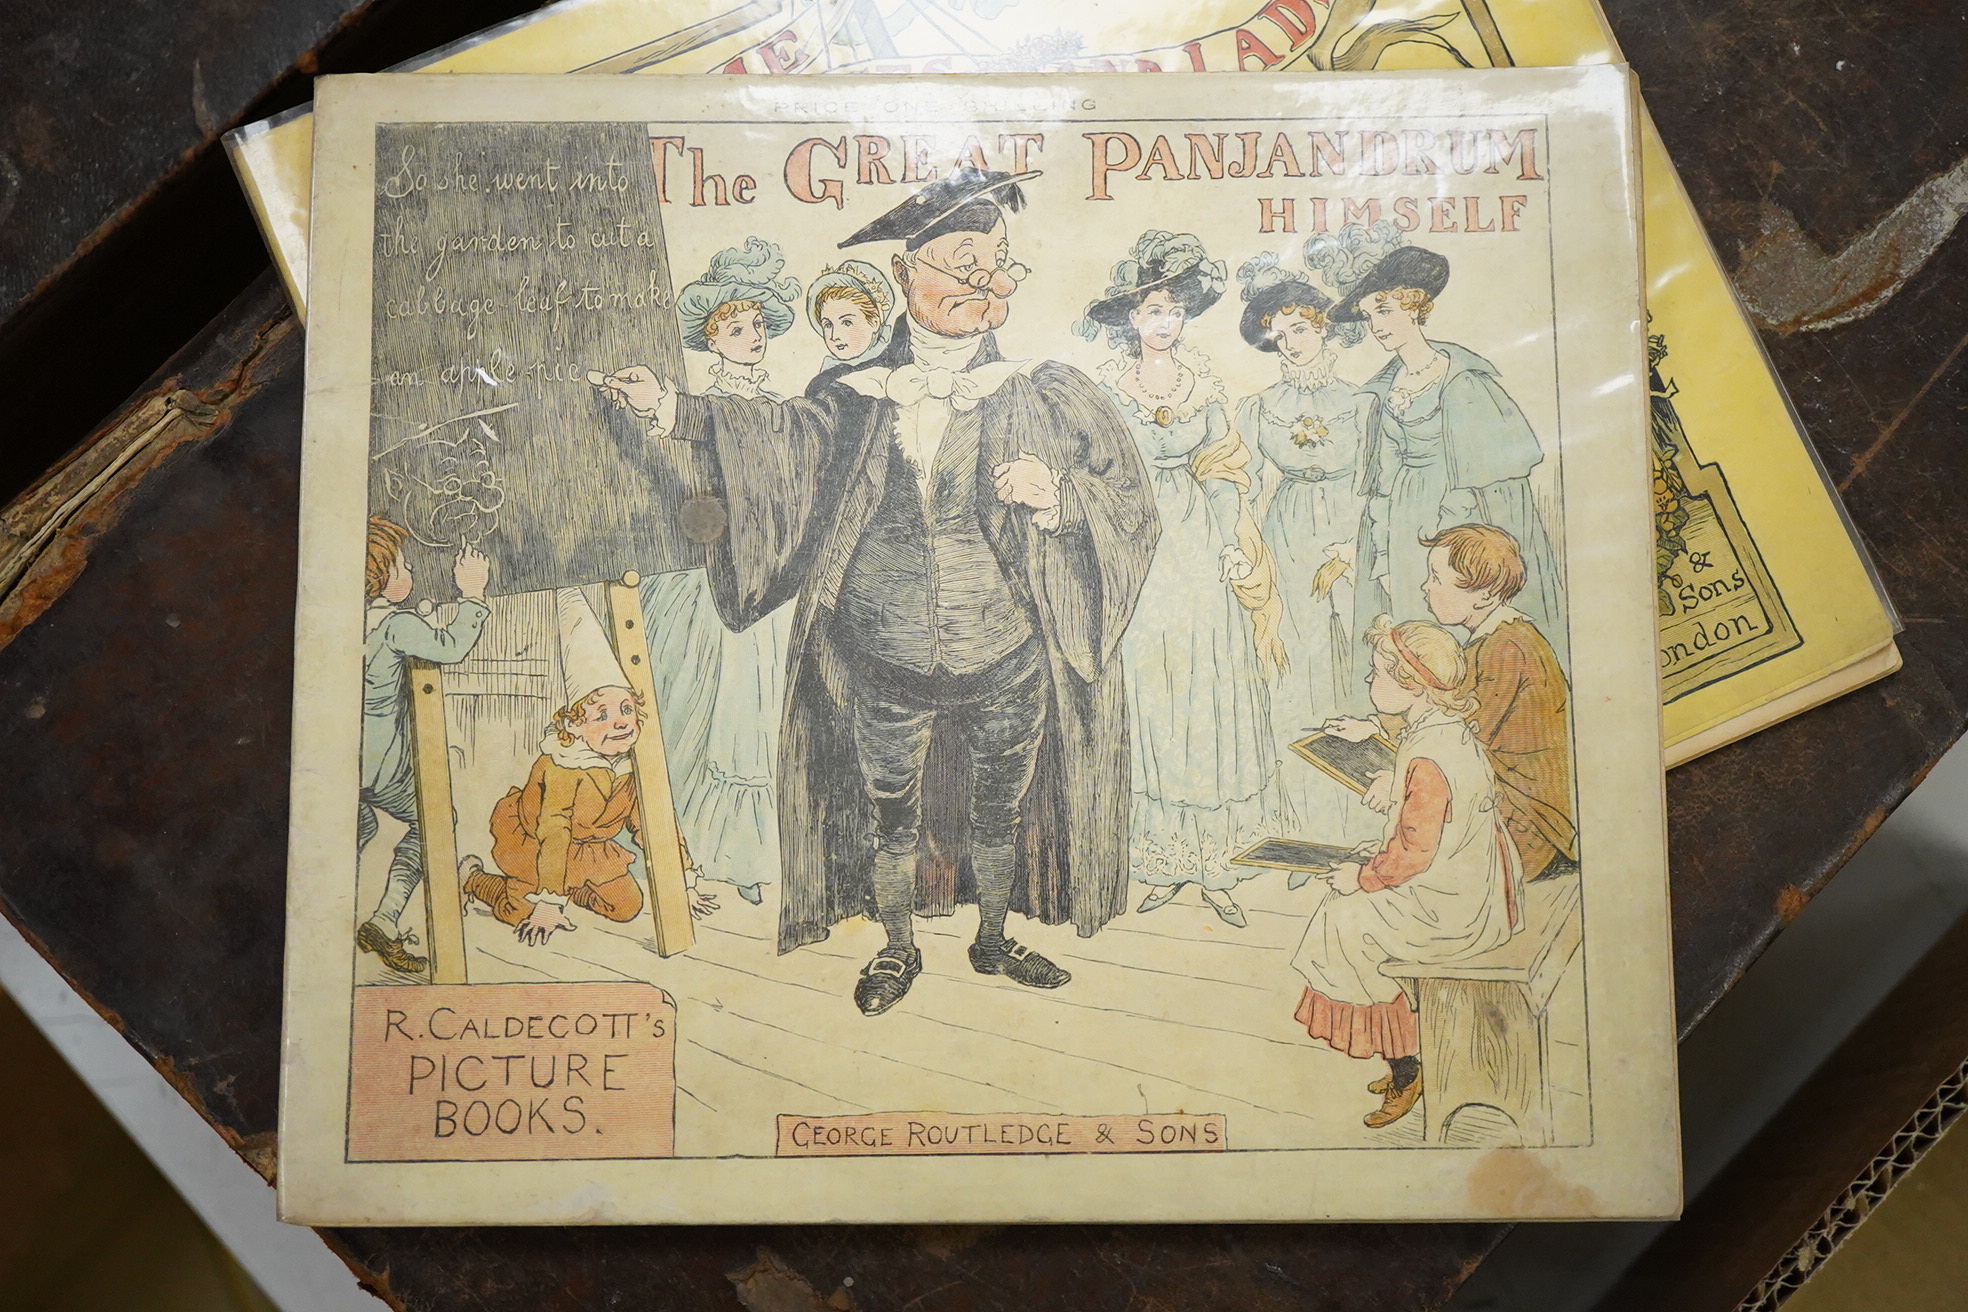 LAD
PRICE ONE SHILLING
The GREAT PANJANDRUM
HIMSELF
So she went into
the garden to cut a
cabbage-leaf to make
an apple-pie
&
Sons
London
R. CALDECOTT's
PICTURE
BOOKS.
GEORGE ROUTLEDGE & SONS